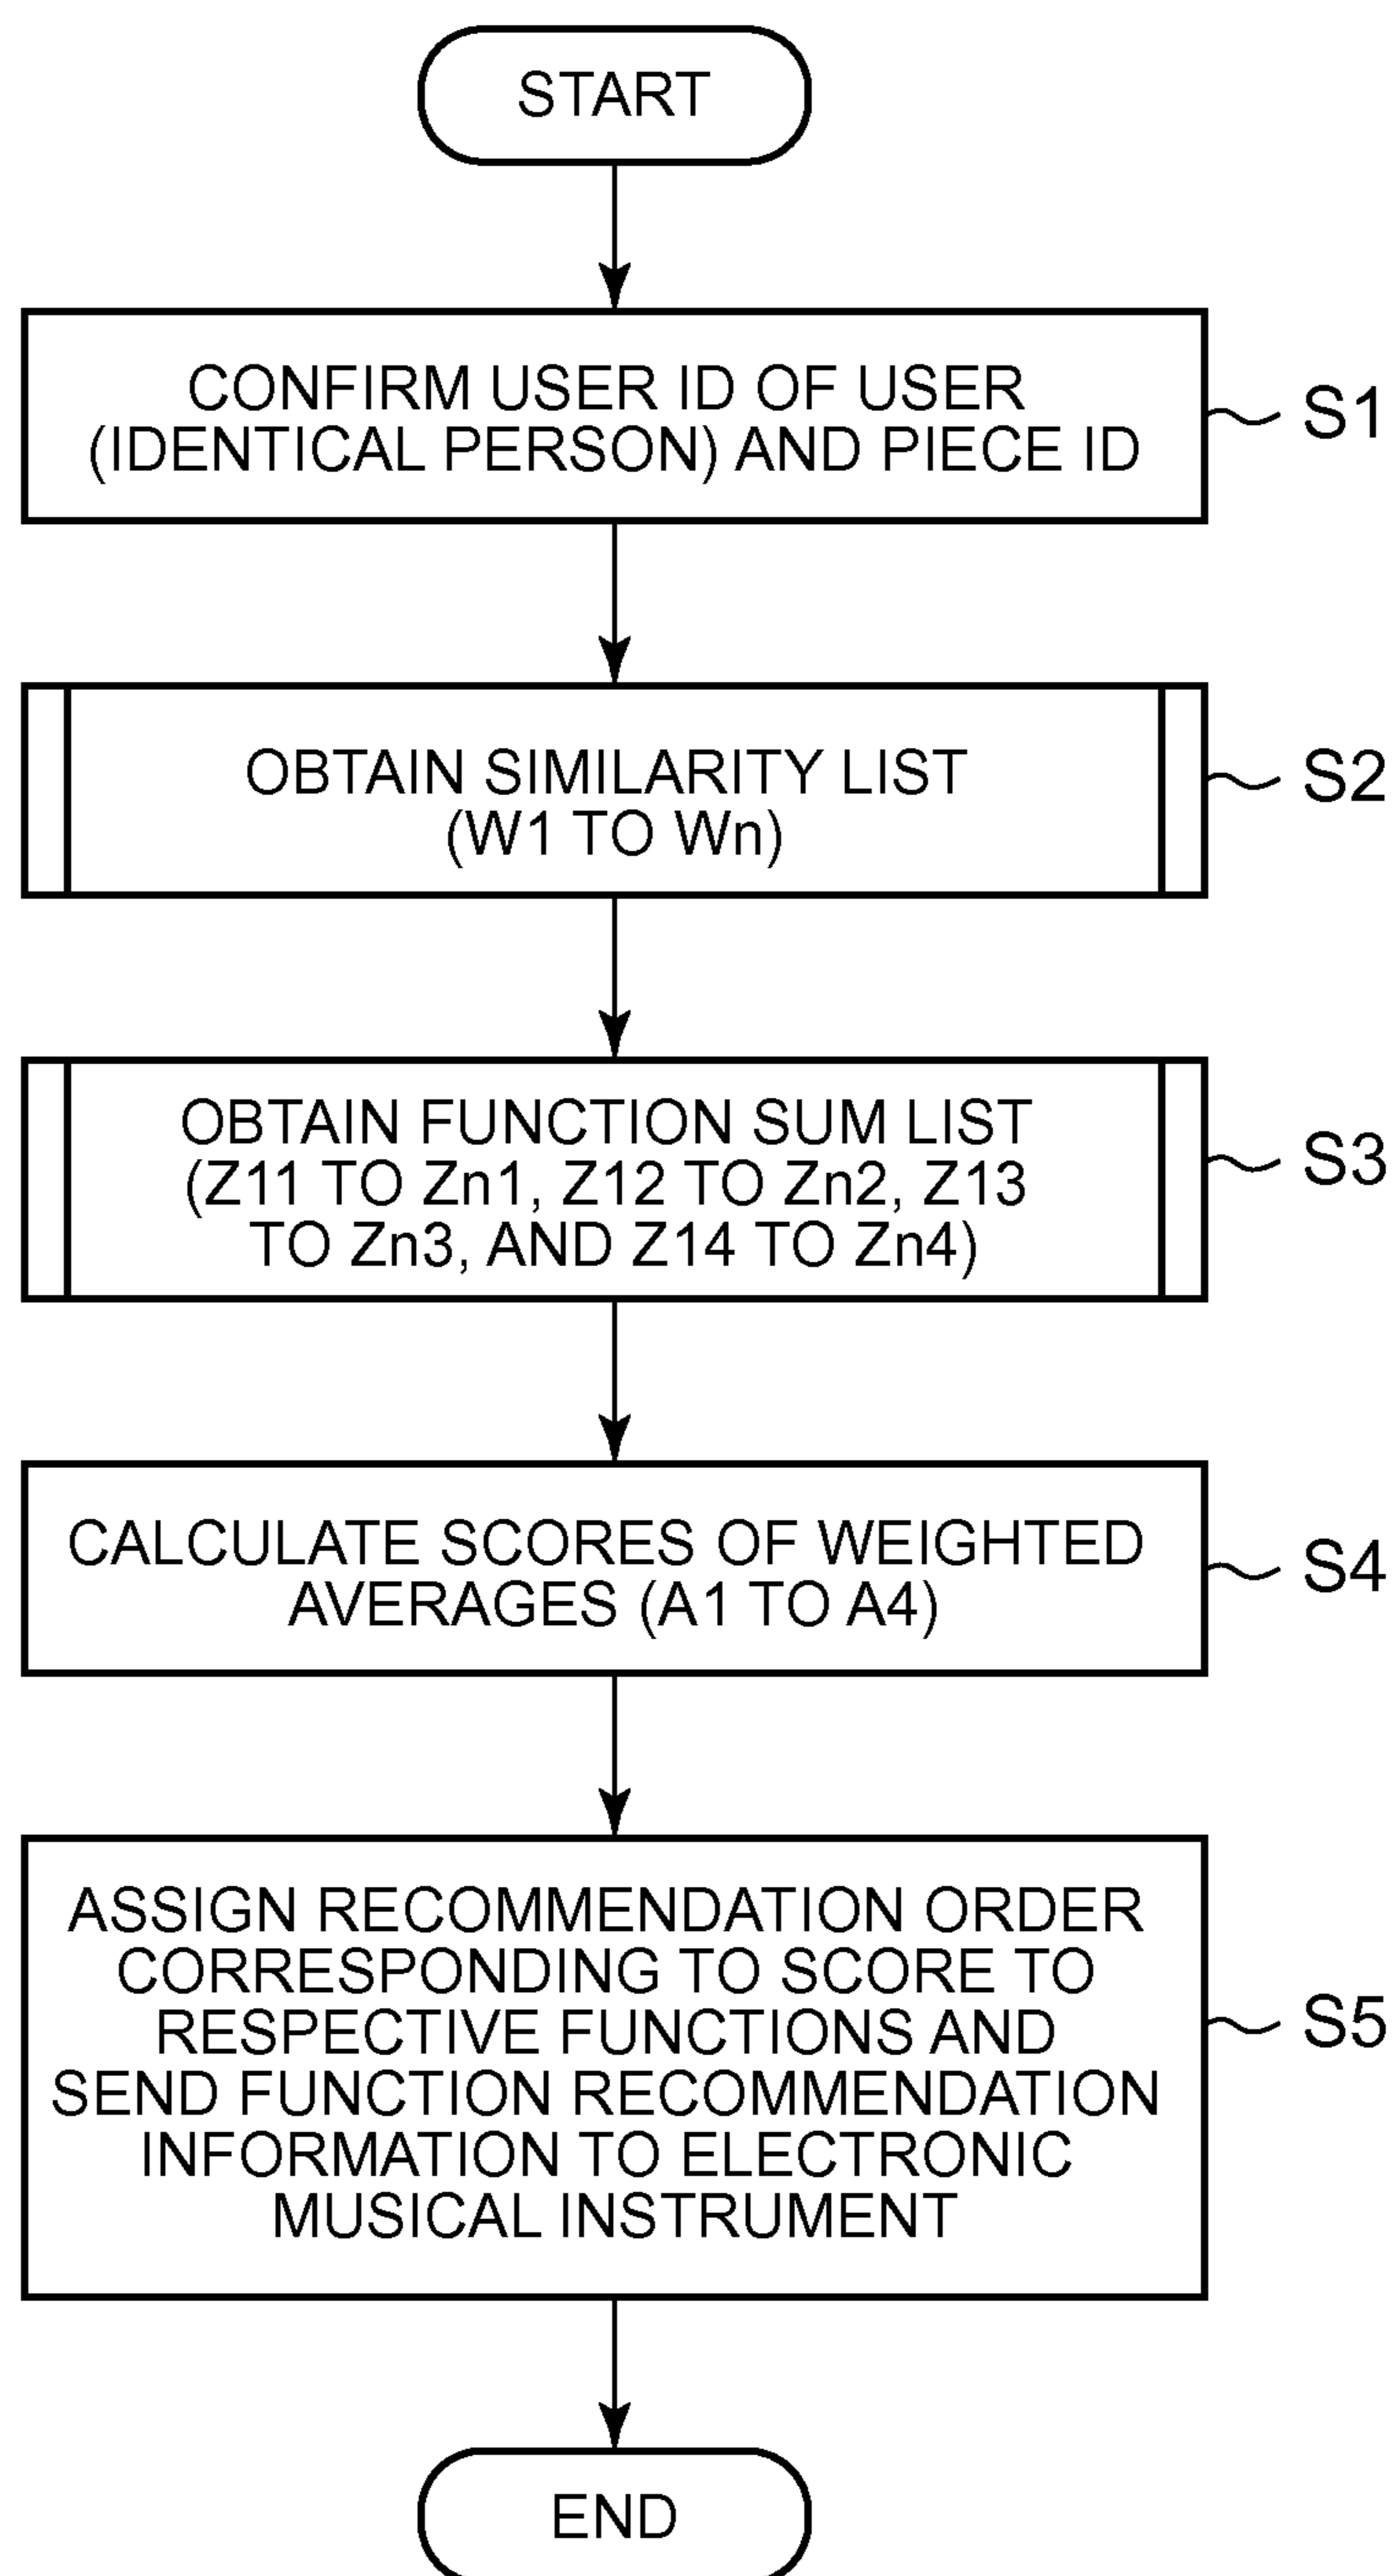 START
CONFIRM USER ID OF USER
(IDENTICAL PERSON) AND PIECE ID
S1
OBTAIN SIMILARITY LIST
(W1 TO Wn)
S2
OBTAIN FUNCTION SUM LIST
(Z11 TO Zn1, Z12 TO Zn2, Z13
TO Zn3, AND Z14 TO Zn4)
S3
CALCULATE SCORES OF WEIGHTED
AVERAGES (A1 TO A4)
S4
ASSIGN RECOMMENDATION ORDER
CORRESPONDING TO SCORE TO
RESPECTIVE FUNCTIONS AND
SEND FUNCTION RECOMMENDATION
INFORMATION TO ELECTRONIC
MUSICAL INSTRUMENT
S5
END